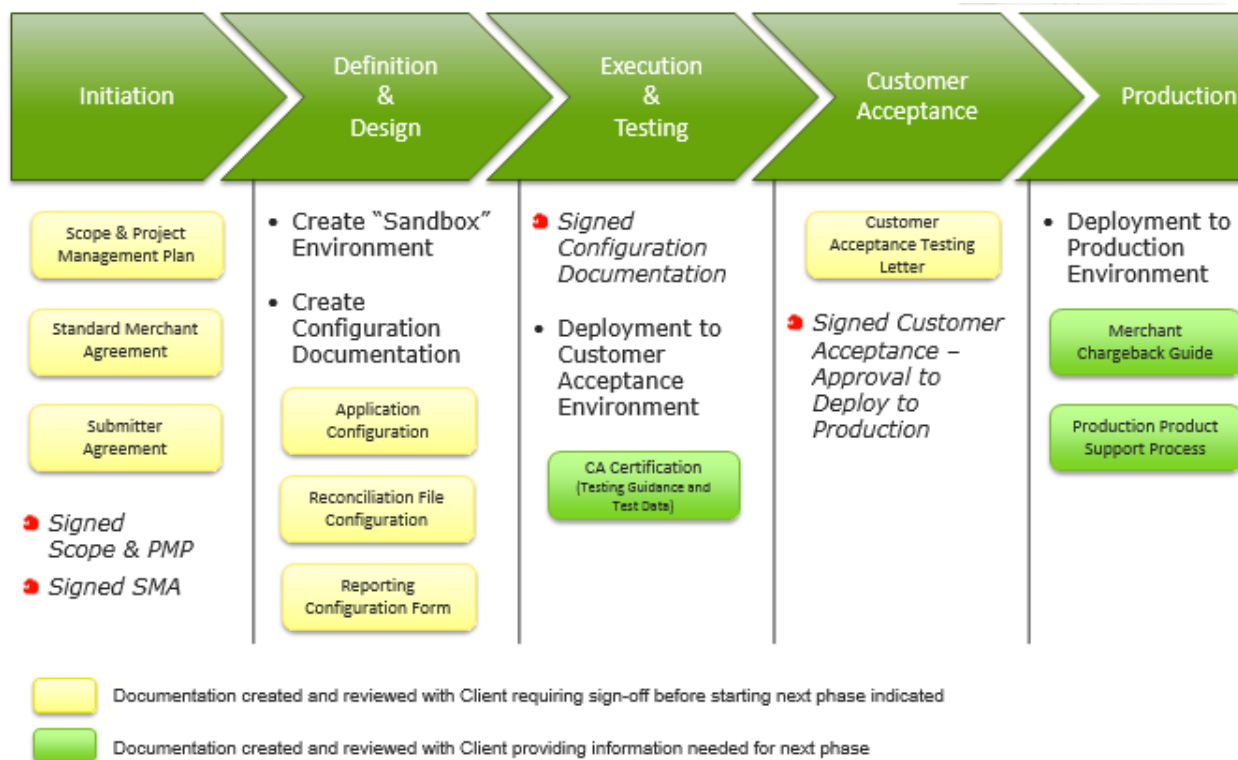 Initiation
Definition
&
Design
Execution
&
Testing
Customer
Acceptance
Production
Scope & Project
Management Plan
Standard Merchant
Agreement
Submitter
Agreement
Signed
Scope & PMP
Signed SMA
• Create “Sandbox”
Environment
• Create
Configuration
Documentation
Application
Configuration
Reconciliation File
Configuration
Reporting
Configuration Form
Signed
Configuration
Documentation
• Deployment to
Customer
Acceptance
Environment
CA Certification
(Testing Guidance and
Test Data)
Customer
Acceptance Testing
Letter
Signed Customer
Acceptance –
Approval to
Deploy to
Production
• Deployment to
Production
Environment
Merchant
Chargeback Guide
Production Product
Support Process
Documentation created and reviewed with Client requiring sign-off before starting next phase indicated
Documentation created and reviewed with Client providing information needed for next phase